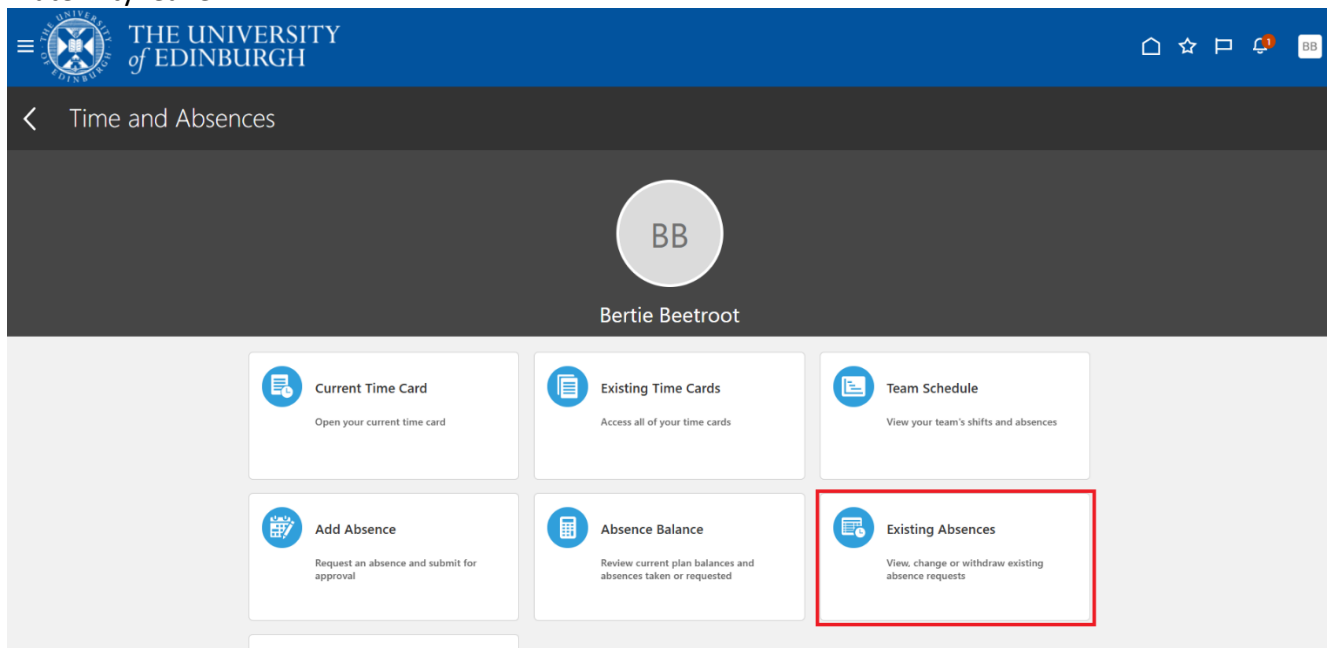 THE UNIVERSITY
of EDINBURGH
1
BB
Time and Absences
BB
Bertie Beetroot
Current Time Card
Open your current time card
Existing Time Cards
Access all of your time cards
Team Schedule
View your team's shifts and absences
Add Absence
Request an absence and submit for
approval
Absence Balance
Review current plan balances and
absences taken or requested
Existing Absences
View, change or withdraw existing
absence requests